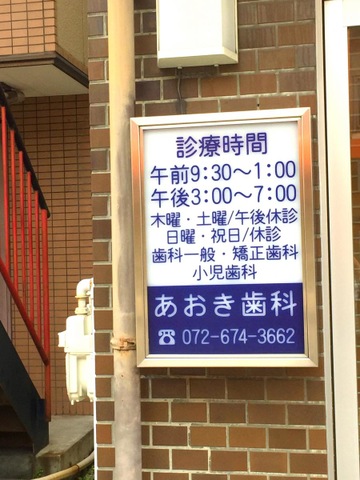 診療時間
午前9:30〜1:00
午後3:00〜7:00
木曜・土曜/午後休診
日曜・祝日/休診
歯科一般・矯正歯科
小児歯科
あおき歯科
☎ 072-674-3662